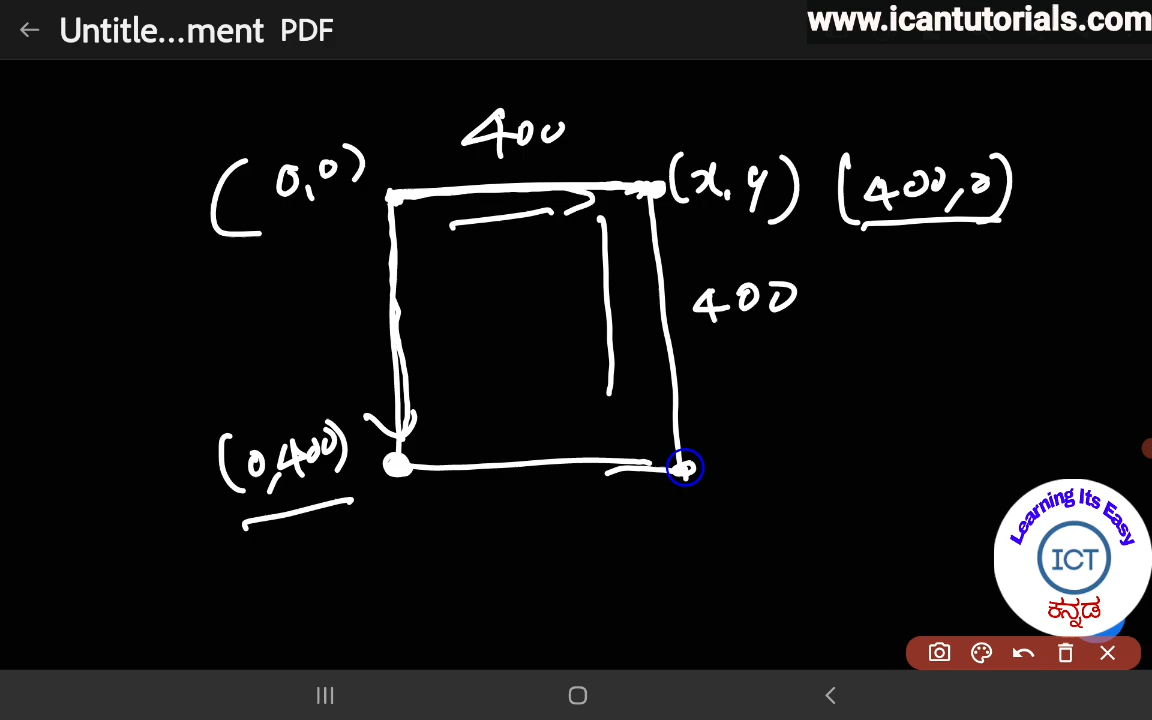 Untitle...ment PDF
www.icantutorials.com
400
(0,0)
(x,y) (400,0)
400
(0,400)
Learning Its Easy
ICT
ಕನ್ನಡ